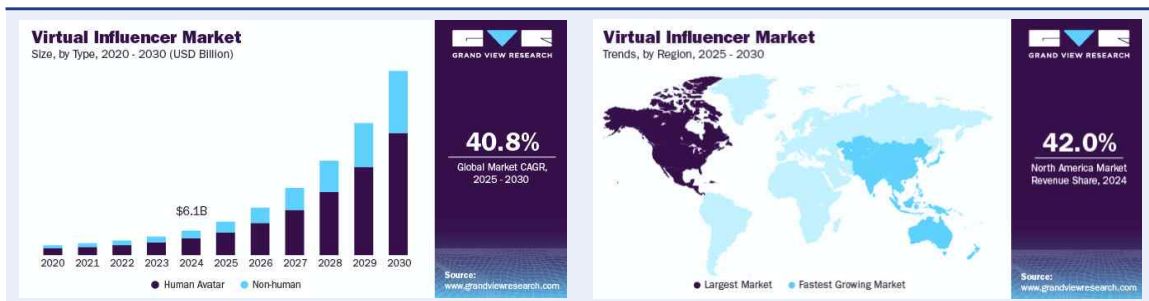 Virtual Influencer Market
Size, by Type, 2020 - 2030 (USD Billion)
$6.1B
2020 2021 2022 2023 2024 2025 2026 2027 2028 2029 2030
Human Avatar Non-human
GRAND VIEW RESEARCH
40.8%
Global Market CAGR,
2025 - 2030
Source:
www.grandviewresearch.com
Virtual Influencer Market
Trends, by Region, 2025 - 2030
Largest Market Fastest Growing Market
GRAND VIEW RESEARCH
42.0%
North America Market
Revenue Share, 2024
Source:
www.grandviewresearch.com